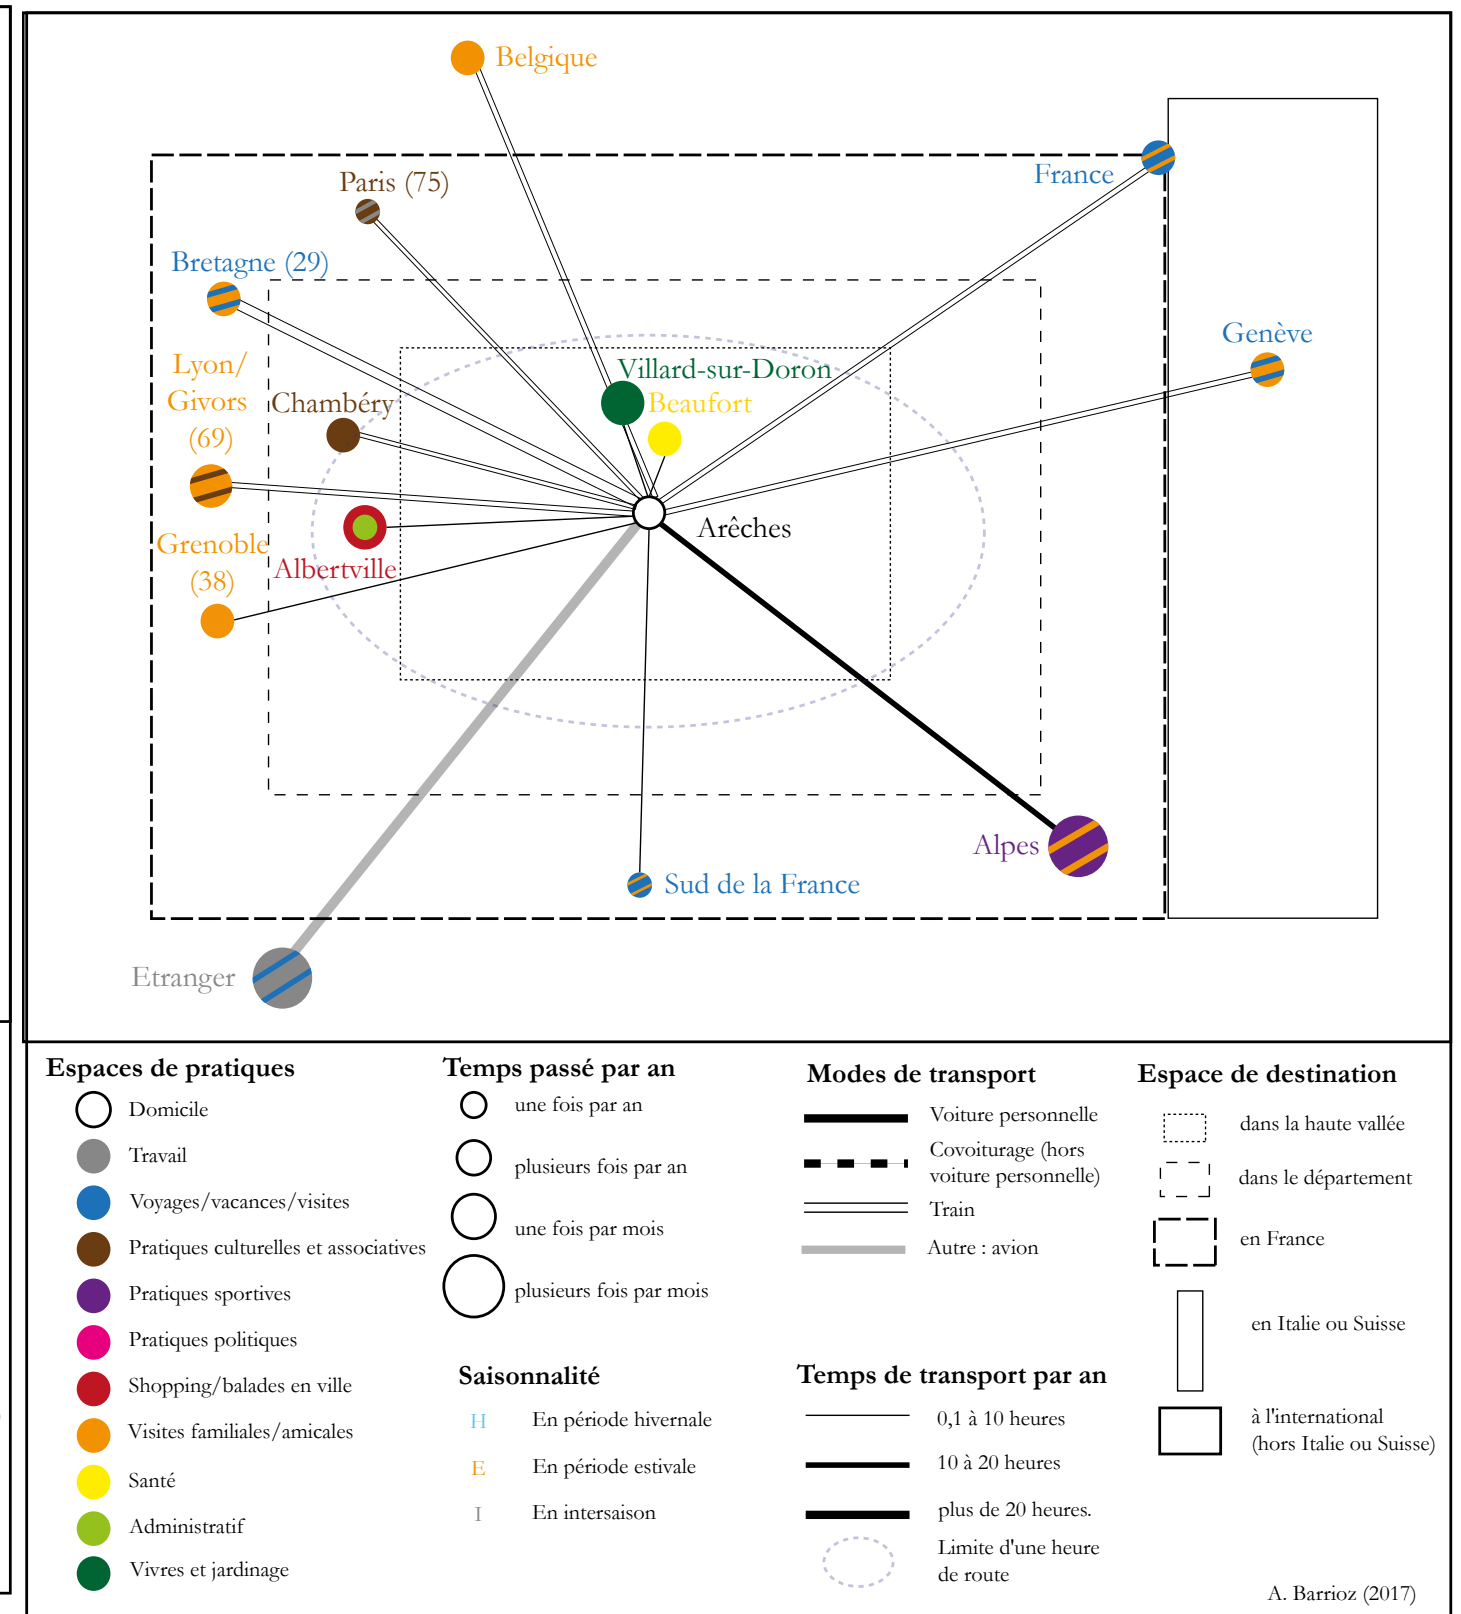 Belgique
France
Paris (75)
Bretagne (29)
Genève
Lyon/
Givors
(69)
Villard-sur-Doron
Chambéry
Beaufort
Arêches
Grenoble
(38)
Albertville
Alpes
Sud de la France
Etranger
Espaces de pratiques
Domicile
Travail
Voyages/vacances/visites
Pratiques culturelles et associatives
Pratiques sportives
Pratiques politiques
Shopping/balades en ville
Visites familiales/amicales
Santé
Administratif
Vivres et jardinage
Temps passé par an
une fois par an
plusieurs fois par an
une fois par mois
plusieurs fois par mois
Saisonnalité
H En période hivernale
E En période estivale
I En intersaison
Modes de transport
Voiture personnelle
Covoiturage (hors
voiture personnelle)
Train
Autre : avion
Temps de transport par an
0,1 à 10 heures
10 à 20 heures
plus de 20 heures.
Limite d'une heure
de route
Espace de destination
dans la haute vallée
dans le département
en France
en Italie ou Suisse
à l'international
(hors Italie ou Suisse)
A. Barrioz (2017)